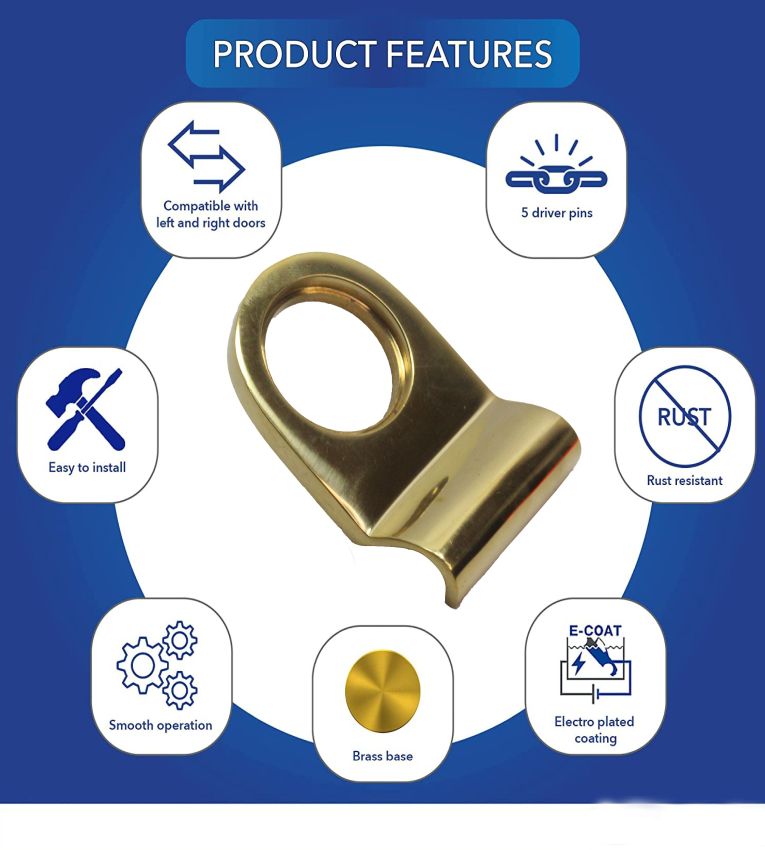 PRODUCT FEATURES
Compatible with
left and right doors
5 driver pins
Easy to install
RUST
Rust resistant
Smooth operation
Brass base
E-COAT
Electro plated
coating